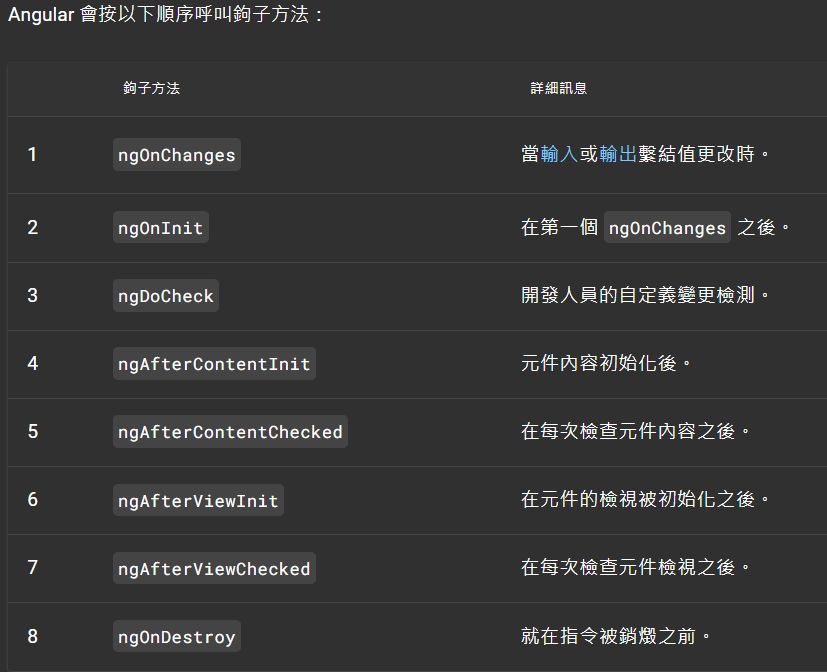 Angular 會按以下順序呼叫鉤子方法：
鉤子方法 詳細訊息
1 ngOnChanges 當輸入或輸出繫結值更改時。
2 ngOnInit 在第一個 ngOnChanges 之後。
3 ngDoCheck 開發人員的自定義變更檢測。
4 ngAfterContentInit 元件內容初始化後。
5 ngAfterContentChecked 在每次檢查元件內容之後。
6 ngAfterViewInit 在元件的檢視被初始化之後。
7 ngAfterViewChecked 在每次檢查元件檢視之後。
8 ngOnDestroy 就在指令被銷燬之前。